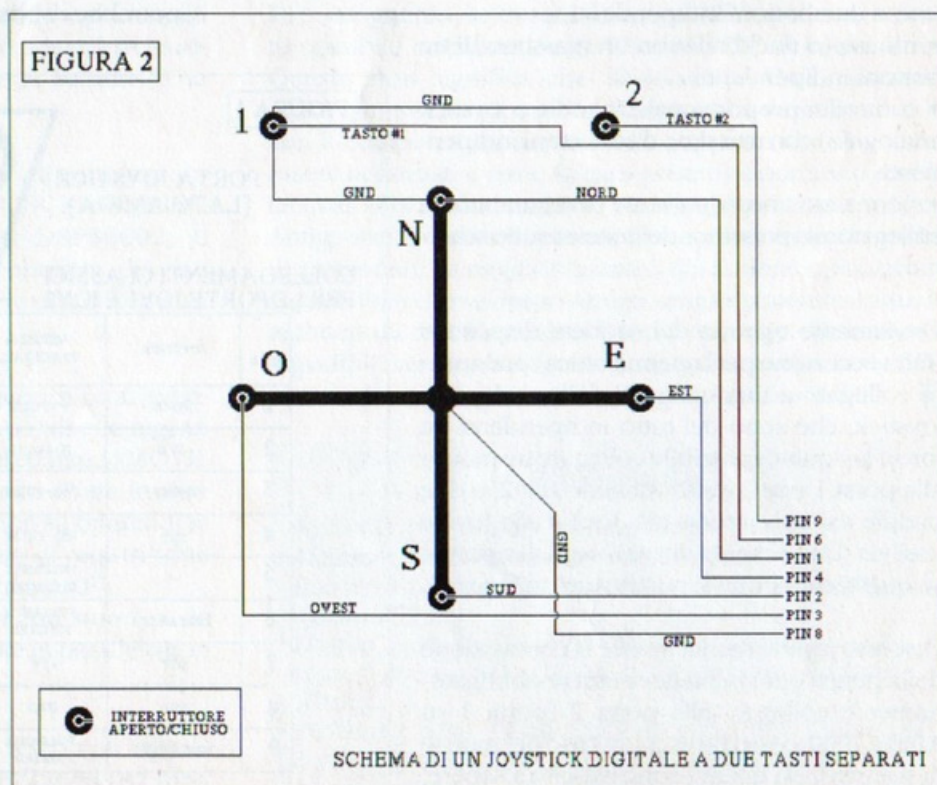 FIGURA 2
1
GND
2
TASTO #1
TASTO #2
GND
NORD
N
O
E
EST
GND
PIN 9
PIN 6
PIN 1
PIN 4
S
SUD
PIN 2
OVEST
PIN 3
GND
PIN 8
INTERRUTTORE
APERTO/CHIUSO
SCHEMA DI UN JOYSTICK DIGITALE A DUE TASTI SEPARATI